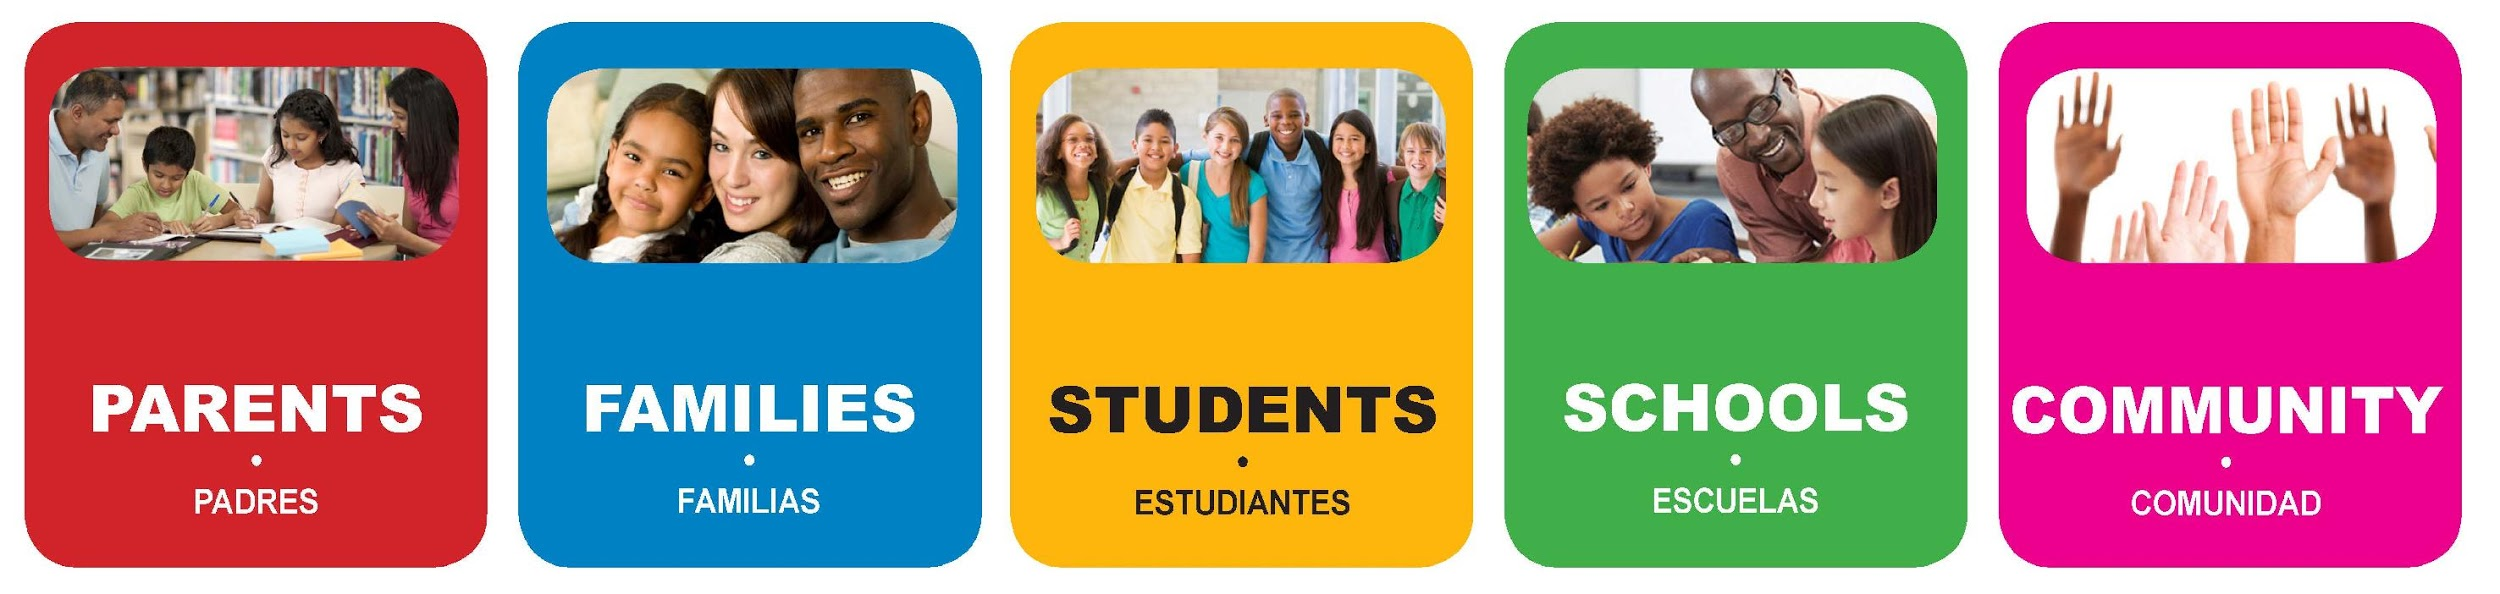 PARENTS
•
PADRES
FAMILIES
•
FAMILIAS
STUDENTS
•
ESTUDIANTES
SCHOOLS
•
ESCUELAS
COMMUNITY
•
COMUNIDAD